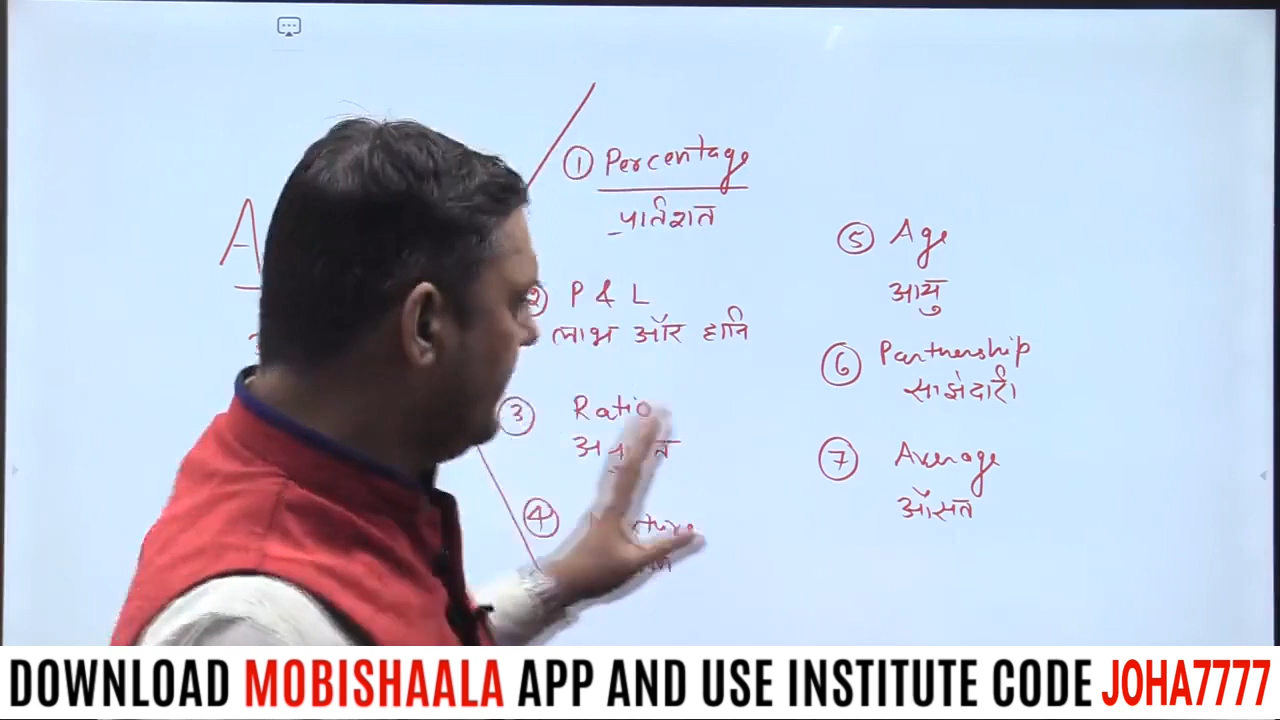 ① Percentage
प्रतिशत
② P & L
लाभ और हानि
③ Ratio
④
⑤ Age
आयु
⑥ Partnership
साझेदारी
⑦ Average
औसत
DOWNLOAD MOBISHAALA APP AND USE INSTITUTE CODE JOHA7777